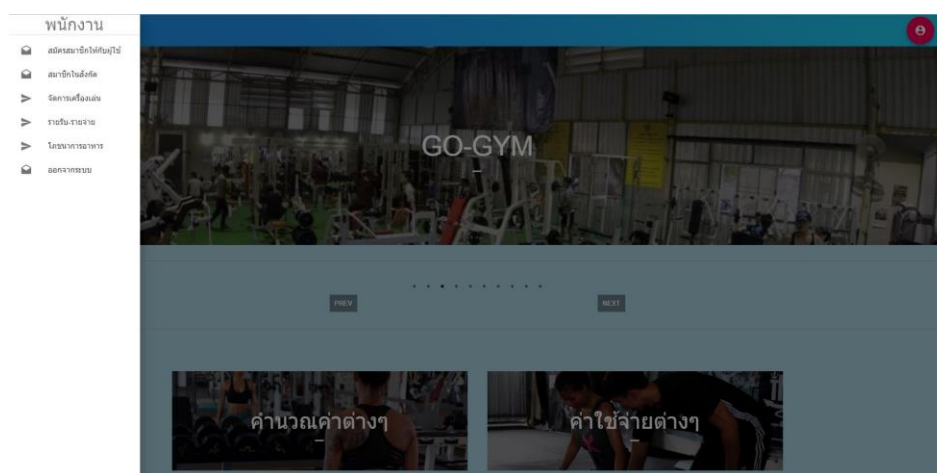 พนักงาน
สมัครสมาชิกให้กับผู้ใช้
สมาชิกในสังกัด
จัดการเครื่องเล่น
รายรับ-รายจ่าย
โภชนาการอาหาร
ออกจากระบบ
GO-GYM
PREV
NEXT
คำนวณค่าต่างๆ
ค่าใช้จ่ายต่างๆ